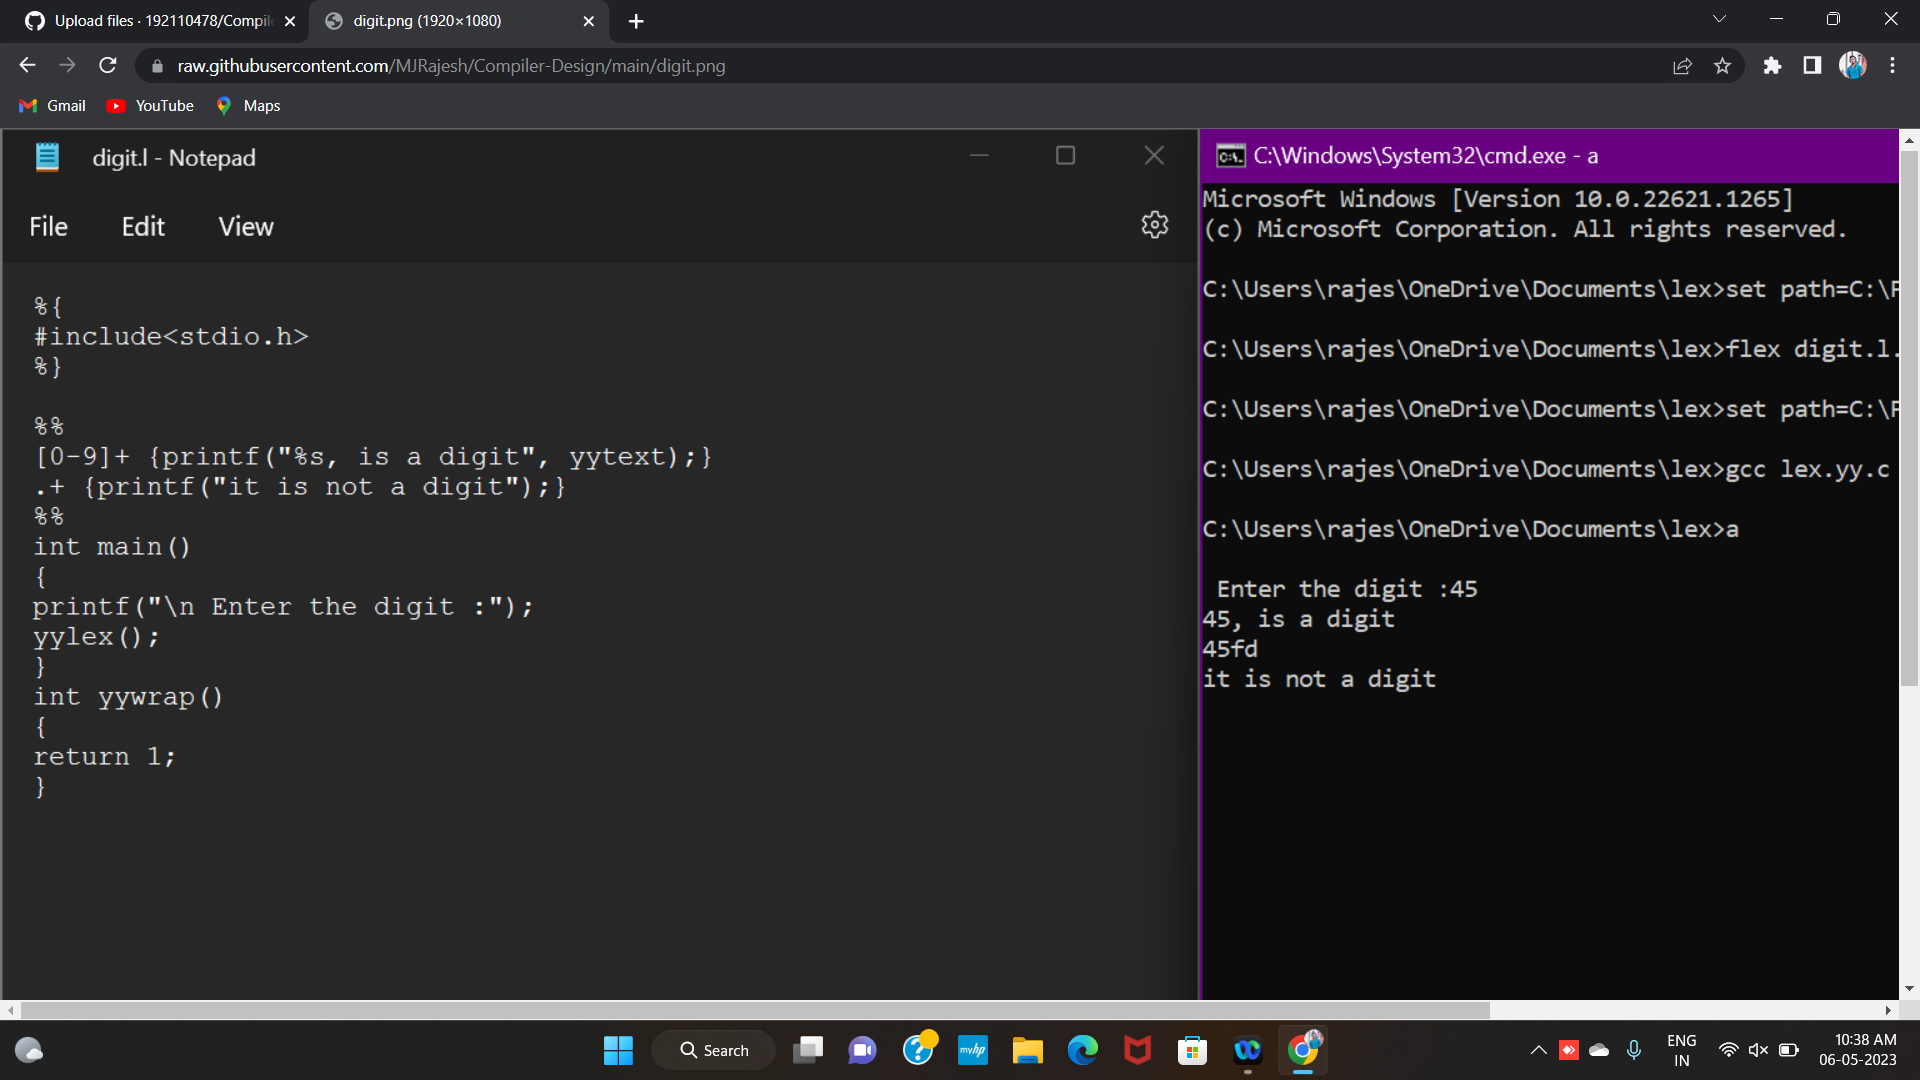 Upload files · 192110478/Compil
digit.png (1920×1080)
raw.githubusercontent.com/MJRajesh/Compiler-Design/main/digit.png
Gmail
YouTube
Maps
digit.l - Notepad
File Edit View
%{
#include<stdio.h>
%}
%%
[0-9]+ {printf("%s, is a digit", yytext);}
.+ {printf("it is not a digit");}
%%
int main()
{
printf("\n Enter the digit :");
yylex();
}
int yywrap()
{
return 1;
}
C:\Windows\System32\cmd.exe - a
Microsoft Windows [Version 10.0.22621.1265]
(c) Microsoft Corporation. All rights reserved.
C:\Users\rajes\OneDrive\Documents\lex>set path=C:\
C:\Users\rajes\OneDrive\Documents\lex>flex digit.l.
C:\Users\rajes\OneDrive\Documents\lex>set path=C:\
C:\Users\rajes\OneDrive\Documents\lex>gcc lex.yy.c
C:\Users\rajes\OneDrive\Documents\lex>a
Enter the digit :45
45, is a digit
45fd
it is not a digit
Search
myhp
ENG
IN
10:38 AM
06-05-2023